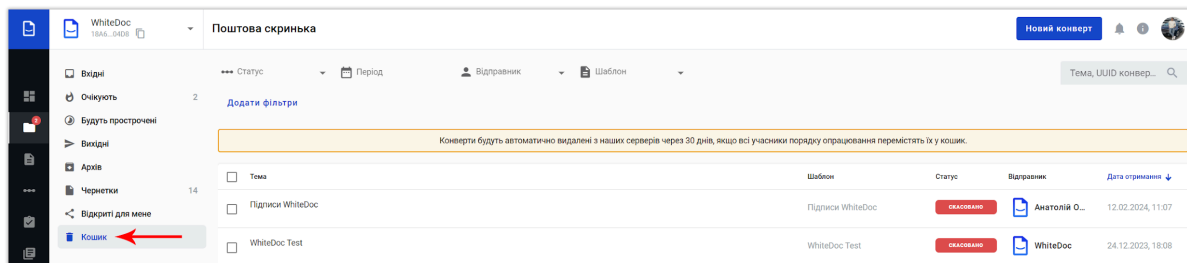 WhiteDoc
18A6...04D8
Поштова скринька
Новий конверт
Вхідні
Очікують 2
Будуть прострочені
Вихідні
Архів
Чернетки 14
Відкриті для мене
Кошик
2
Статус Період Відправник Шаблон
Тема, UUID конвер...
Додати фільтри
Конверти будуть автоматично видалені з наших серверів через 30 днів, якщо всі учасники порядку опрацювання перемістять їх у кошик.
Тема Шаблон Статус Відправник Дата отримання
Підписи WhiteDoc Підписи WhiteDoc СКАСОВАНО Анатолій О... 12.02.2024, 11:07
WhiteDoc Test WhiteDoc Test СКАСОВАНО WhiteDoc 24.12.2023, 18:08